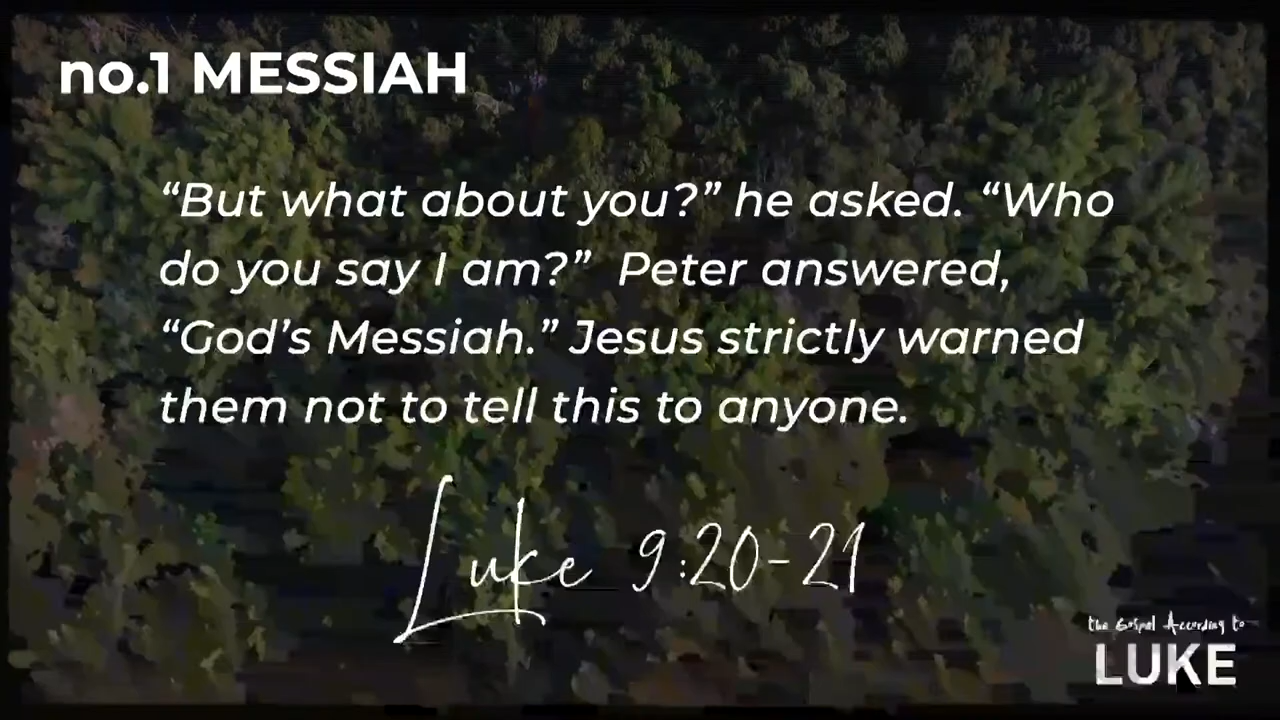 no.1 MESSIAH
“But what about you?” he asked. “Who
do you say I am?”  Peter answered,
“God’s Messiah.” Jesus strictly warned
them not to tell this to anyone.
Luke 9:20-21
the Gospel According to
LUKE